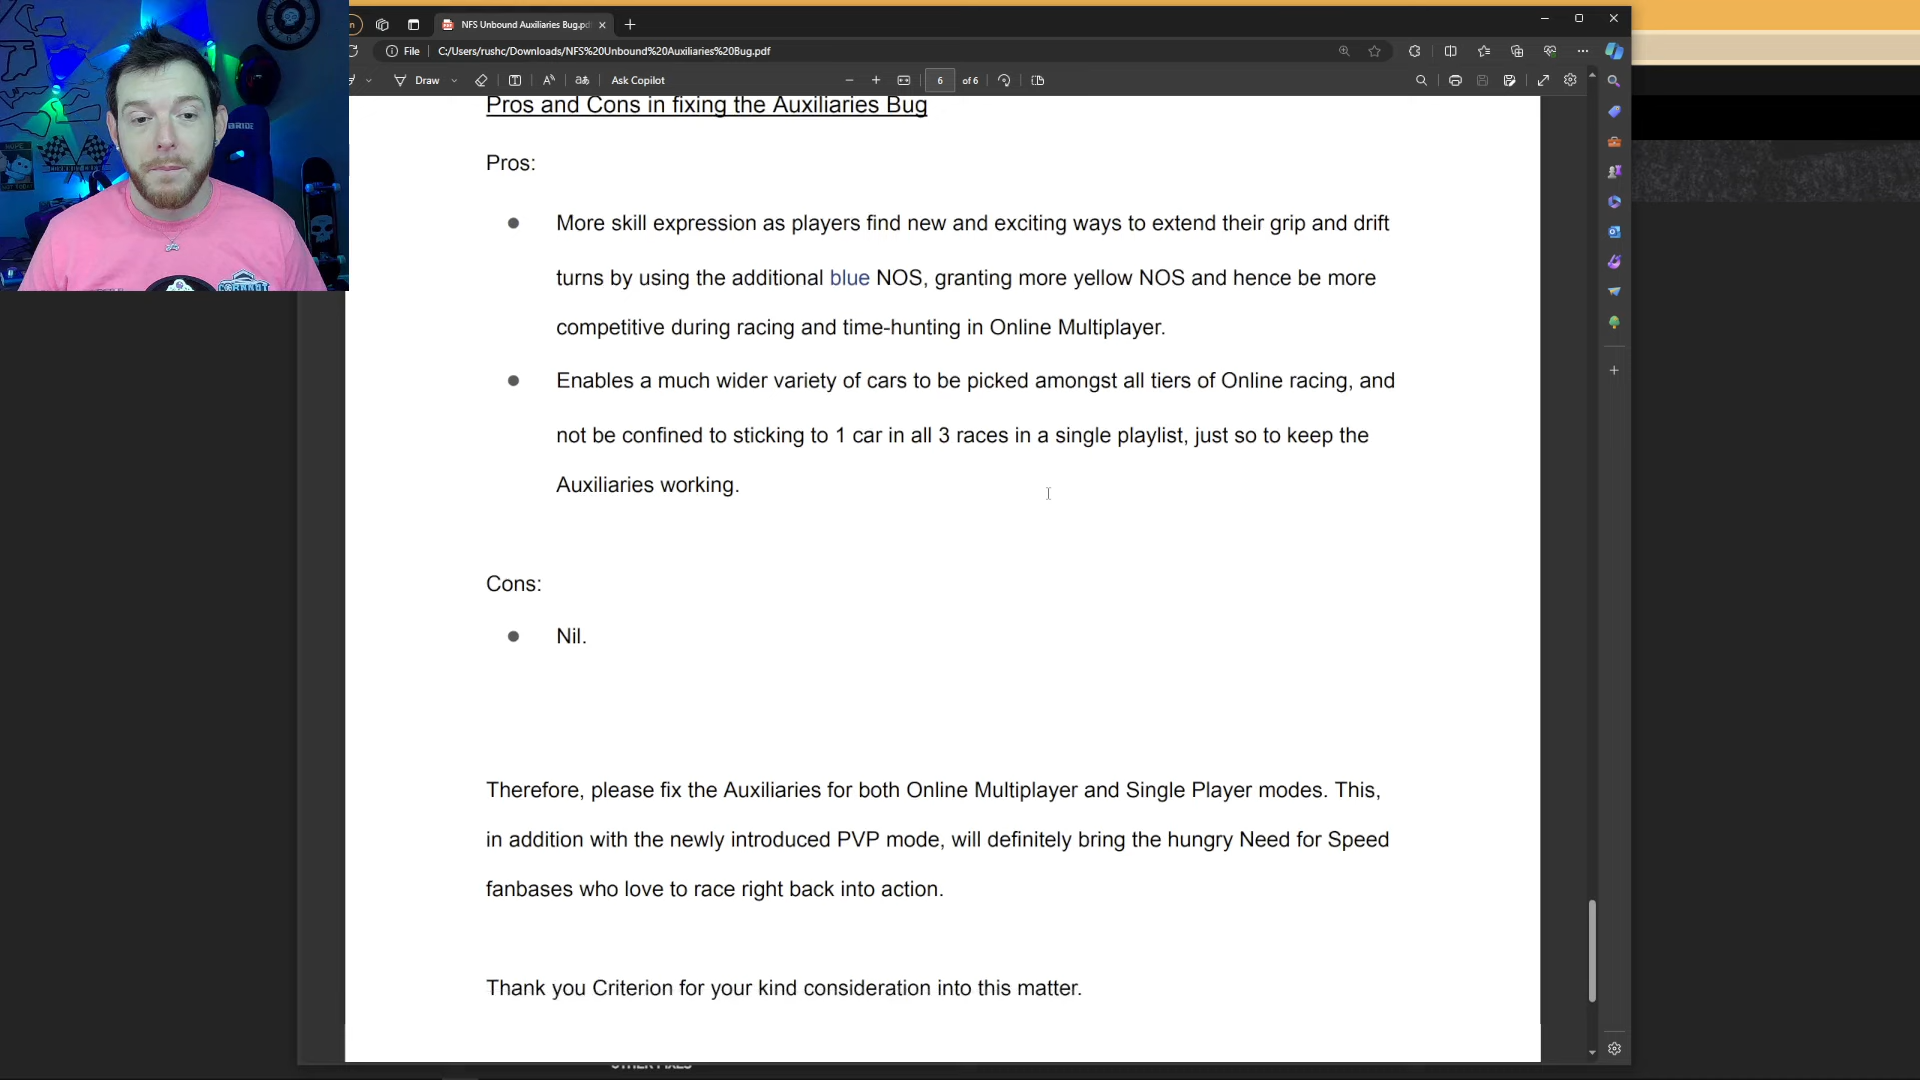 NFS Unbound Auxiliaries Bug.pd
File
C:/Users/rushc/Downloads/NFS%20Unbound%20Auxiliaries%20Bug.pdf
Draw
Ask Copilot
6
of 6
Pros and Cons in fixing the Auxiliaries Bug
Pros:
● More skill expression as players find new and exciting ways to extend their grip and drift
turns by using the additional blue NOS, granting more yellow NOS and hence be more
competitive during racing and time-hunting in Online Multiplayer.
● Enables a much wider variety of cars to be picked amongst all tiers of Online racing, and
not be confined to sticking to 1 car in all 3 races in a single playlist, just so to keep the
Auxiliaries working.
Cons:
● Nil.
Therefore, please fix the Auxiliaries for both Online Multiplayer and Single Player modes. This,
in addition with the newly introduced PVP mode, will definitely bring the hungry Need for Speed
fanbases who love to race right back into action.
Thank you Criterion for your kind consideration into this matter.
BRIDE
NOPE